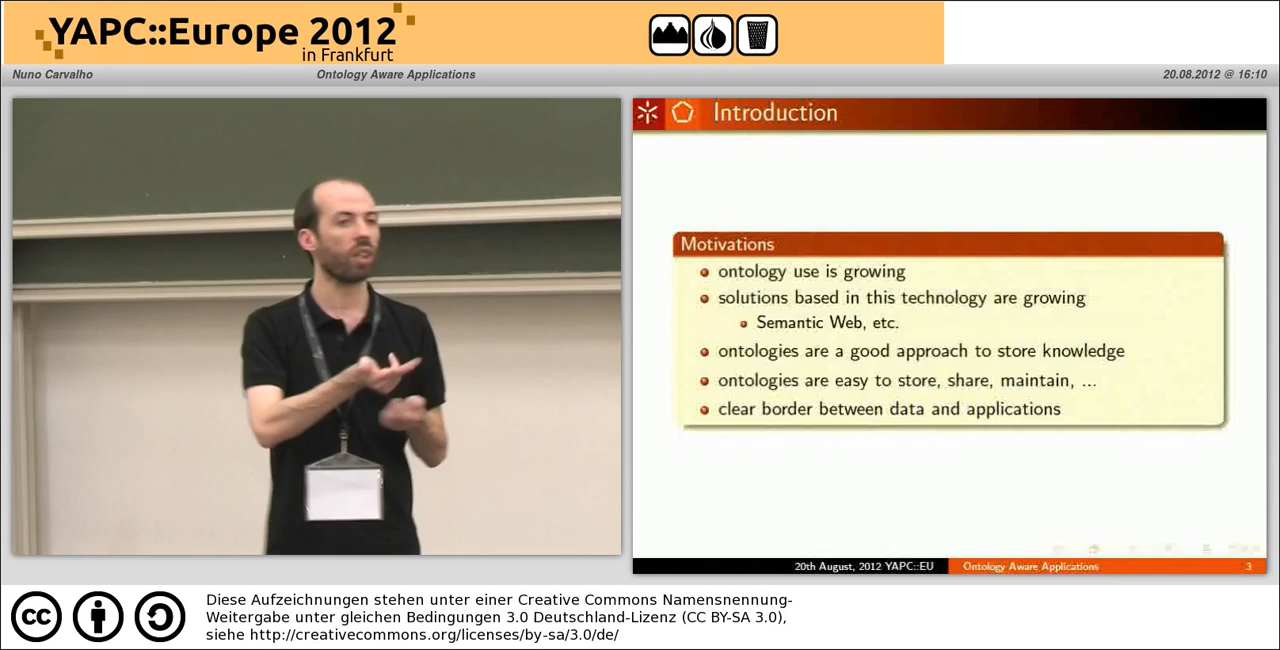 YAPC::Europe 2012
in Frankfurt
Nuno Carvalho
Ontology Aware Applications
20.08.2012 @ 16:10
Introduction
Motivations
ontology use is growing
solutions based in this technology are growing
Semantic Web, etc.
ontologies are a good approach to store knowledge
ontologies are easy to store, share, maintain, ...
clear border between data and applications
20th August, 2012 YAPC::EU
Ontology Aware Applications
3
cc
Diese Aufzeichnungen stehen unter einer Creative Commons Namensnennung-
Weitergabe unter gleichen Bedingungen 3.0 Deutschland-Lizenz (CC BY-SA 3.0),
siehe http://creativecommons.org/licenses/by-sa/3.0/de/